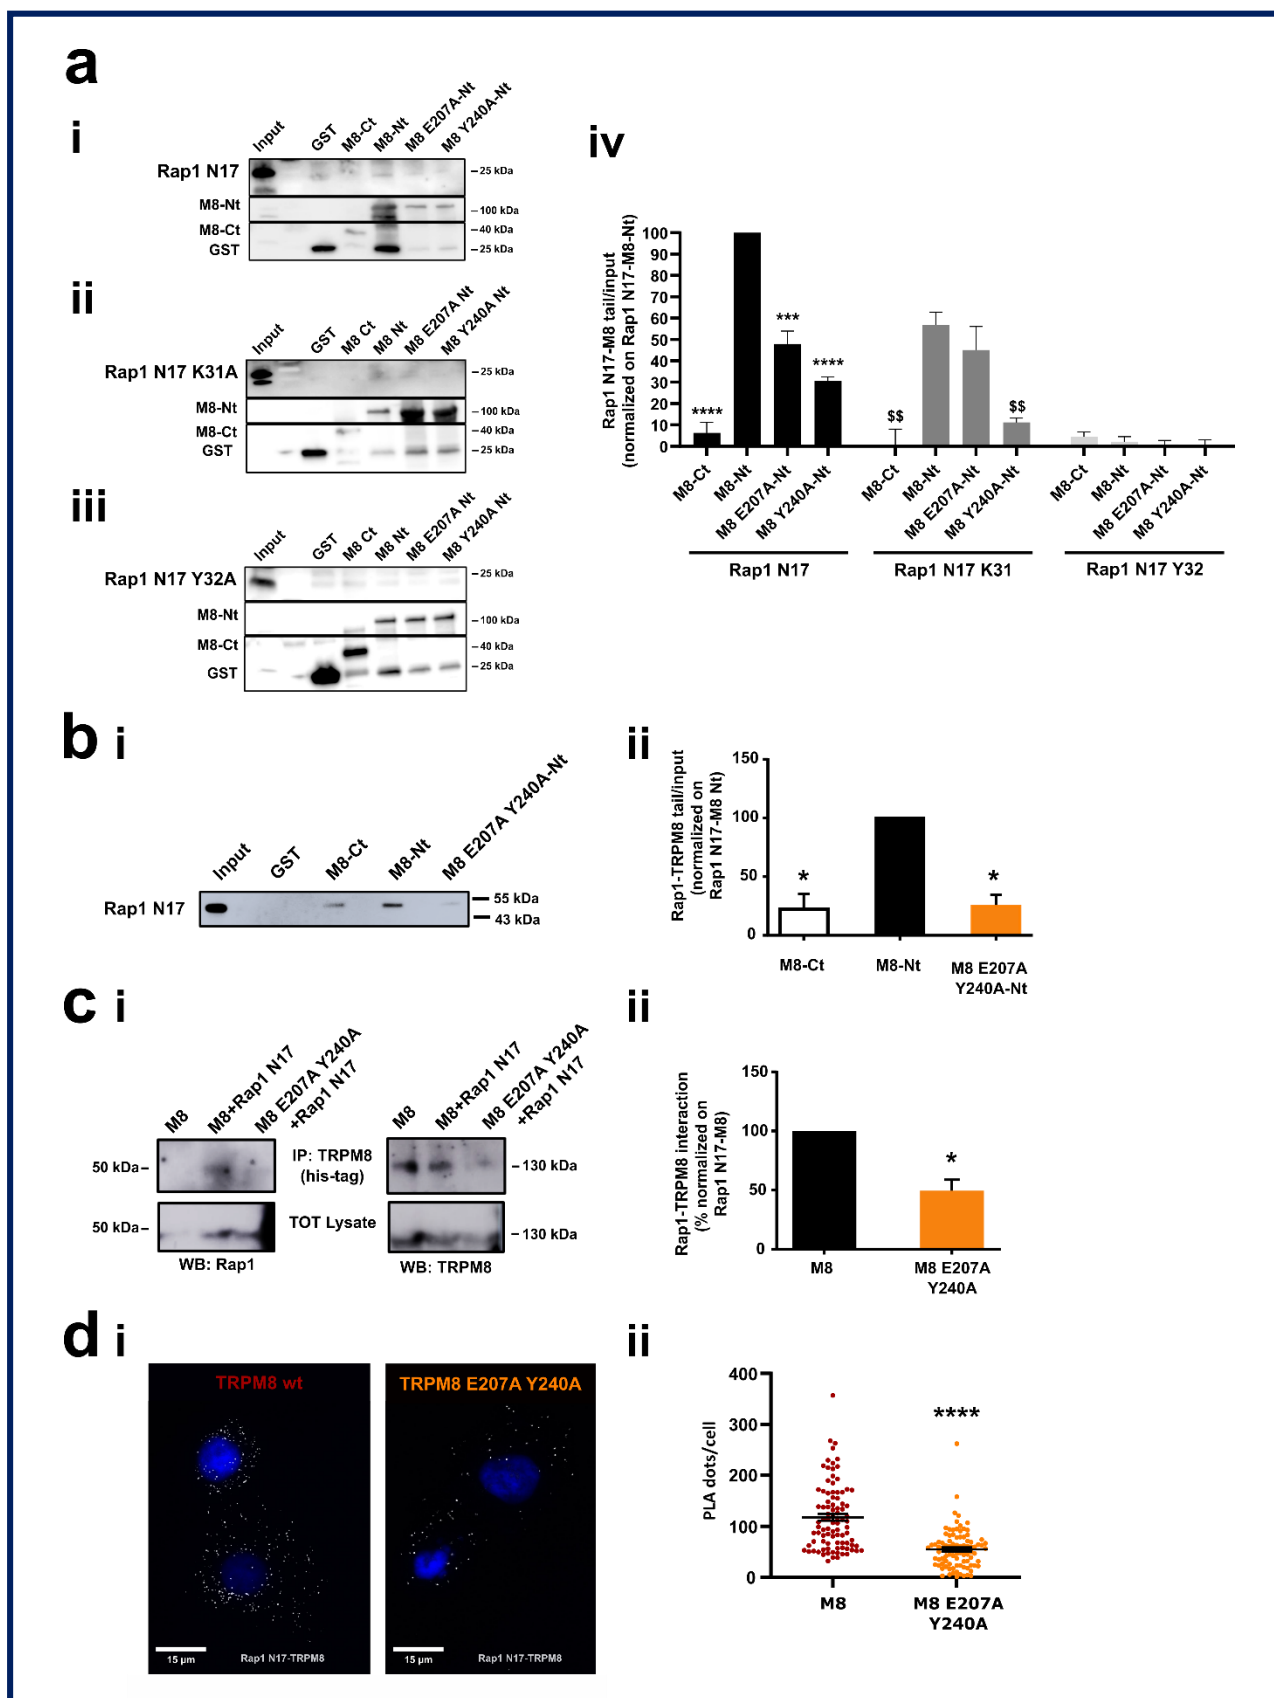 a
i
Input
GST
M8-Ct
M8-Nt
M8 E207A-Nt
M8 Y240A-Nt
Rap1 N17
25 kDa
M8-Nt
100 kDa
M8-Ct
40 kDa
GST
25 kDa
ii
Input
GST
M8 Ct
M8 Nt
M8 E207A Nt
M8 Y240A Nt
Rap1 N17 K31A
25 kDa
M8-Nt
100 kDa
M8-Ct
40 kDa
GST
25 kDa
iii
Input
GST
M8 Ct
M8 Nt
M8 E207A Nt
M8 Y240A Nt
Rap1 N17 Y32A
25 kDa
M8-Nt
100 kDa
M8-Ct
40 kDa
GST
25 kDa
iv
Rap1 N17-M8 tail/input
(normalized on Rap1 N17-M8-Nt)
100
90
80
70
60
50
40
30
20
10
0
****
***
****
$$
$$
M8-Ct
M8-Nt
M8 E207A-Nt
M8 Y240A-Nt
M8-Ct
M8-Nt
M8 E207A-Nt
M8 Y240A-Nt
M8-Ct
M8-Nt
M8 E207A-Nt
M8 Y240A-Nt
Rap1 N17
Rap1 N17 K31
Rap1 N17 Y32
b
i
Input
GST
M8-Ct
M8-Nt
M8 E207A Y240A-Nt
Rap1 N17
55 kDa
43 kDa
ii
Rap1-TRPM8 tail/input
(normalized on
Rap1 N17-M8 Nt)
150
100
50
0
*
*
M8-Ct
M8-Nt
M8 E207A
Y240A-Nt
c
i
M8
M8+Rap1 N17
M8 E207A Y240A
+Rap1 N17
M8
M8+Rap1 N17
M8 E207A Y240A
+Rap1 N17
50 kDa
IP: TRPM8
(his-tag)
130 kDa
50 kDa
TOT Lysate
130 kDa
WB: Rap1
WB: TRPM8
ii
Rap1-TRPM8 interaction
(% normalized on
Rap1 N17-M8)
150
100
50
0
*
M8
M8 E207A
Y240A
d
i
TRPM8 wt
TRPM8 E207A Y240A
15 µm
Rap1 N17-TRPM8
15 µm
Rap1 N17-TRPM8
ii
PLA dots/cell
400
300
200
100
0
****
M8
M8 E207A
Y240A